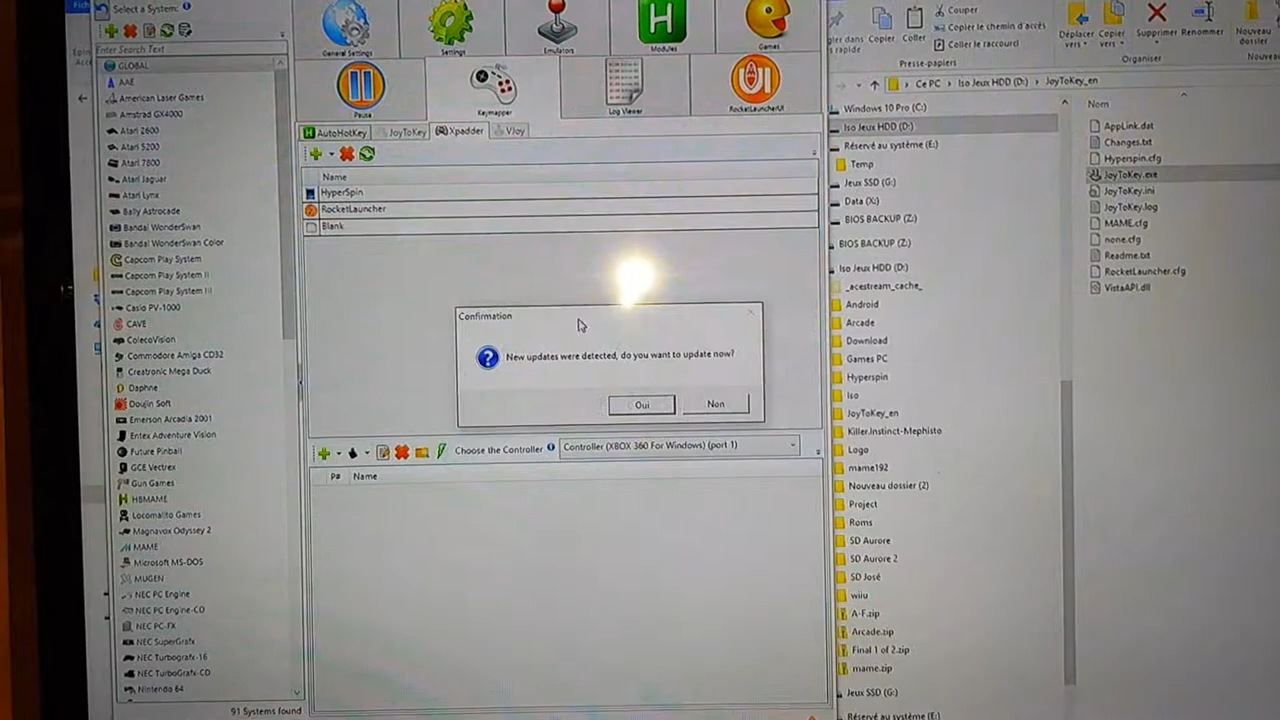 Fich
Select a System:
Enter Search Text
GLOBAL
AAE
American Laser Games
Amstrad GX4000
Atari 2600
Atari 5200
Atari 7800
Atari Jaguar
Atari Lynx
Bally Astrocade
Bandai WonderSwan
Bandai WonderSwan Color
Capcom Play System
Capcom Play System II
Capcom Play System III
Casio PV-1000
CAVE
ColecoVision
Commodore Amiga CD32
Creatronic Mega Duck
Daphne
Doujin Soft
Emerson Arcadia 2001
Entex Adventure Vision
Future Pinball
GCE Vectrex
Gun Games
HBMAME
Locomalito Games
Magnavox Odyssey 2
MAME
Microsoft MS-DOS
MUGEN
NEC PC Engine
NEC PC Engine-CD
NEC PC-FX
NEC SuperGrafx
NEC Turbografx-16
NEC TurboGrafx-CD
Nintendo 64
91 Systems found
General Settings
Settings
Emulators
Modules
Games
Pause
Keymapper
Log Viewer
RocketLauncherUI
AutoHotKey
JoyToKey
Xpadder
VJoy
Name
HyperSpin
RocketLauncher
Blank
Confirmation
New updates were detected, do you want to update now?
Oui
Non
Choose the Controller
Controller (XBOX 360 For Windows) (port 1)
P#
Name
Copier
Coller
Couper
Copier le chemin d'accès
Coller le raccourci
Presse-papiers
Déplacer vers
Copier vers
Supprimer
Renommer
Nouveau dossier
Organiser
Nouveau
Ce PC > Iso Jeux HDD (D:) > JoyToKey_en
Windows 10 Pro (C:)
Iso Jeux HDD (D:)
Réservé au système (E:)
Temp
Jeux SSD (G:)
Data (X:)
BIOS BACKUP (Z:)
BIOS BACKUP (Z:)
Iso Jeux HDD (D:)
_acestream_cache_
Android
Arcade
Download
Games PC
Hyperspin
Iso
JoyToKey_en
Killer.Instinct-Mephisto
Logo
mame192
Nouveau dossier (2)
Project
Roms
SD Aurore
SD Aurore 2
SD José
wiiu
A-F.zip
Arcade.zip
Final 1 of 2.zip
mame.zip
Jeux SSD (G:)
Réservé au système (E:)
Nom
AppLink.dat
Changes.txt
Hyperspin.cfg
JoyToKey.exe
JoyToKey.ini
JoyToKey.log
MAME.cfg
none.cfg
Readme.txt
RocketLauncher.cfg
VistaAPI.dll